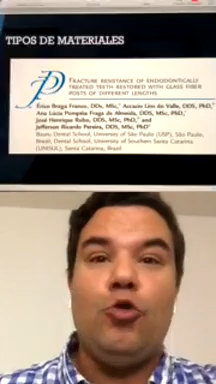 TIPOS DE MATERIALES
FRACTURE RESISTANCE OF ENDODONTICALLY
TREATED TEETH RESTORED WITH GLASS FIBER
POSTS OF DIFFERENT LENGTHS
Érico Braga Franco, DDs, MSc,ᵃ Accacio Lins do Valle, DDS, PhD,ᵇ
Ana Lúcia Pompéia Fraga de Almeida, DDS, MSc, PhD,ᶜ
José Henrique Rubo, DDS, MSc, PhD,ᵈ and
Jefferson Ricardo Pereira, DDS, MSc, PhDᵉ
Bauru Dental School, University of São Paulo (USP), São Paulo,
Brazil; Dental School, University of Southern Santa Catarina
(UNISUL), Santa Catarina, Brazil